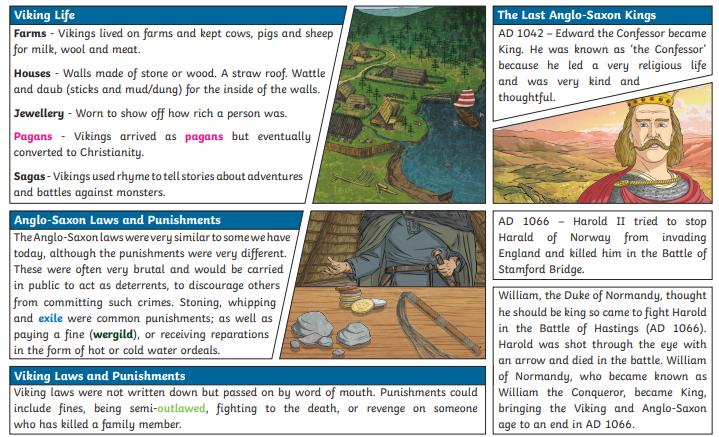 Viking Life
Farms - Vikings lived on farms and kept cows, pigs and sheep
for milk, wool and meat.
Houses - Walls made of stone or wood. A straw roof. Wattle
and daub (sticks and mud/dung) for the inside of the walls.
Jewellery - Worn to show off how rich a person was.
Pagans - Vikings arrived as pagans but eventually
converted to Christianity.
Sagas - Vikings used rhyme to tell stories about adventures
and battles against monsters.
Anglo-Saxon Laws and Punishments
The Anglo-Saxon laws were very similar to some we have
today, although the punishments were very different.
These were often very brutal and would be carried
in public to act as deterrents, to discourage others
from committing such crimes. Stoning, whipping
and exile were common punishments; as well as
paying a fine (wergild), or receiving reparations
in the form of hot or cold water ordeals.
Viking Laws and Punishments
Viking laws were not written down but passed on by word of mouth. Punishments could
include fines, being semi-outlawed, fighting to the death, or revenge on someone
who has killed a family member.
The Last Anglo-Saxon Kings
AD 1042 – Edward the Confessor became
King. He was known as ‘the Confessor’
because he led a very religious life
and was very kind and
thoughtful.
AD 1066 – Harold II tried to stop
Harald of Norway from invading
England and killed him in the Battle of
Stamford Bridge.
William, the Duke of Normandy, thought
he should be king so came to fight Harold
in the Battle of Hastings (AD 1066).
Harold was shot through the eye with
an arrow and died in the battle. William
of Normandy, who became known as
William the Conqueror, became King,
bringing the Viking and Anglo-Saxon
age to an end in AD 1066.